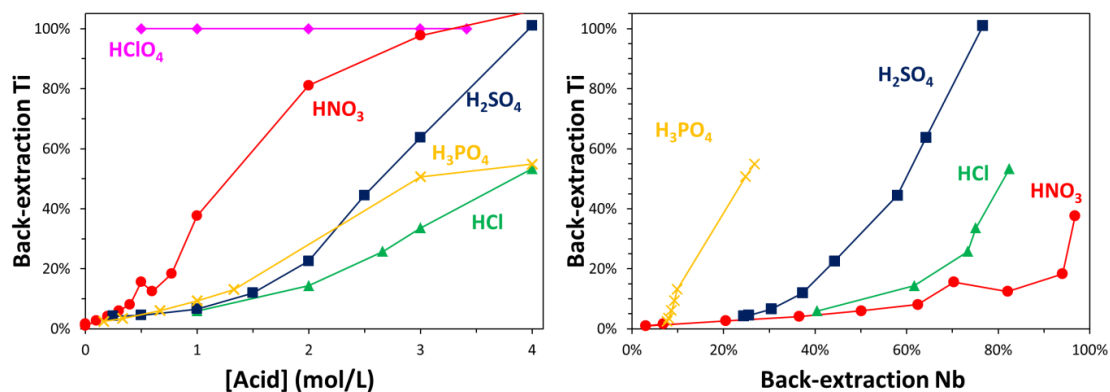 Back-extraction Ti
100%
80%
60%
40%
20%
0%
HClO₄
HNO₃
H₂SO₄
H₃PO₄
HCl
0
1
2
3
4
[Acid] (mol/L)
Back-extraction Ti
100%
80%
60%
40%
20%
0%
H₃PO₄
H₂SO₄
HCl
HNO₃
0%
20%
40%
60%
80%
100%
Back-extraction Nb